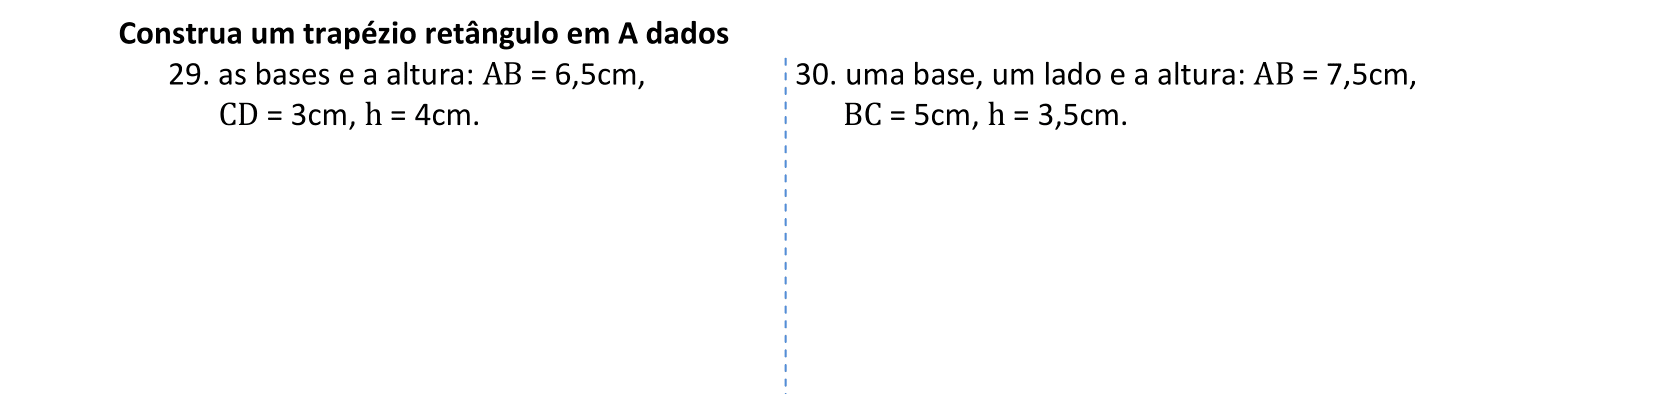 Construa um trapézio retângulo em A dados
29. as bases e a altura: AB = 6,5cm,
CD = 3cm, h = 4cm.
30. uma base, um lado e a altura: AB = 7,5cm,
BC = 5cm, h = 3,5cm.